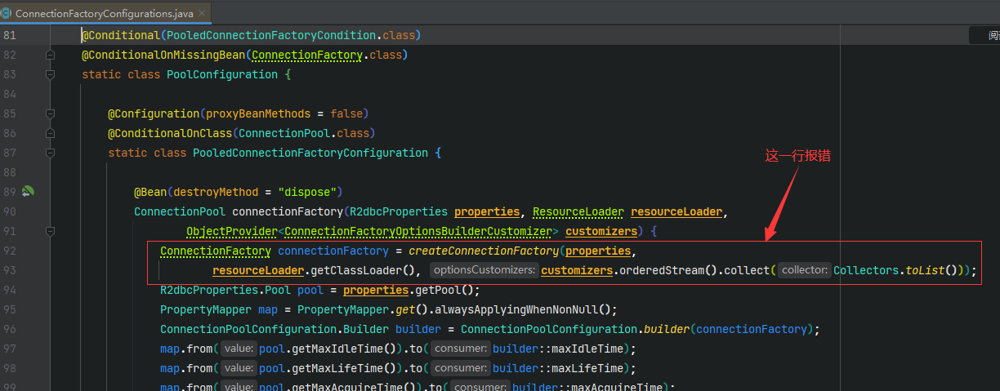 ConnectionFactoryConfigurations.java
81 @Conditional(PooledConnectionFactoryCondition.class)
82 @ConditionalOnMissingBean(ConnectionFactory.class)
83 static class PoolConfiguration {
84
85 @Configuration(proxyBeanMethods = false)
86 @ConditionalOnClass(ConnectionPool.class)
87 static class PooledConnectionFactoryConfiguration {
这一行报错
88
89 @Bean(destroyMethod = "dispose")
90 ConnectionPool connectionFactory(R2dbcProperties properties, ResourceLoader resourceLoader,
91 ObjectProvider<ConnectionFactoryOptionsBuilderCustomizer> customizers) {
92 ConnectionFactory connectionFactory = createConnectionFactory(properties,
93 resourceLoader.getClassLoader(), optionsCustomizers: customizers.orderedStream().collect( collector: Collectors.toList()));
94 R2dbcProperties.Pool pool = properties.getPool();
95 PropertyMapper map = PropertyMapper.get().alwaysApplyingWhenNonNull();
96 ConnectionPoolConfiguration.Builder builder = ConnectionPoolConfiguration.builder(connectionFactory);
97 map.from( value: pool.getMaxIdleTime()).to( consumer: builder::maxIdleTime);
98 map.from( value: pool.getMaxLifeTime()).to( consumer: builder::maxLifeTime);
99 map.from( value: pool.getMaxAcquireTime()).to( consumer: builder::maxAcquireTime);